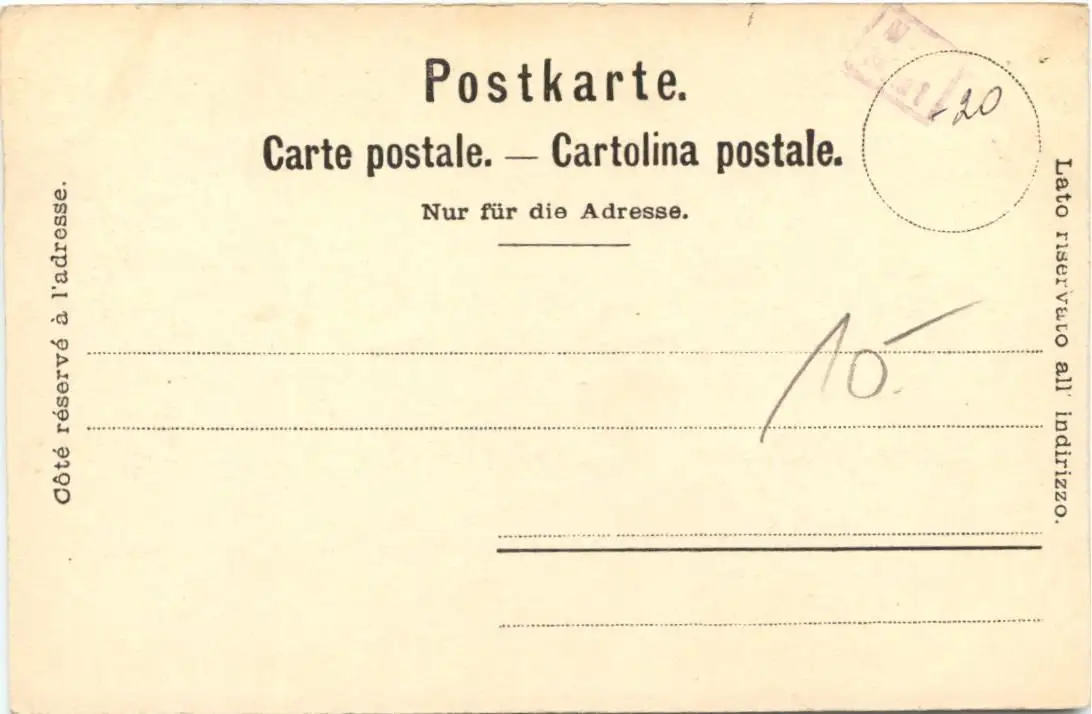 Postkarte.
Carte postale. — Cartolina postale.
Nur für die Adresse.
Côté réservé à l'adresse.
Lato riservato all' indirizzo.
-20
10.-